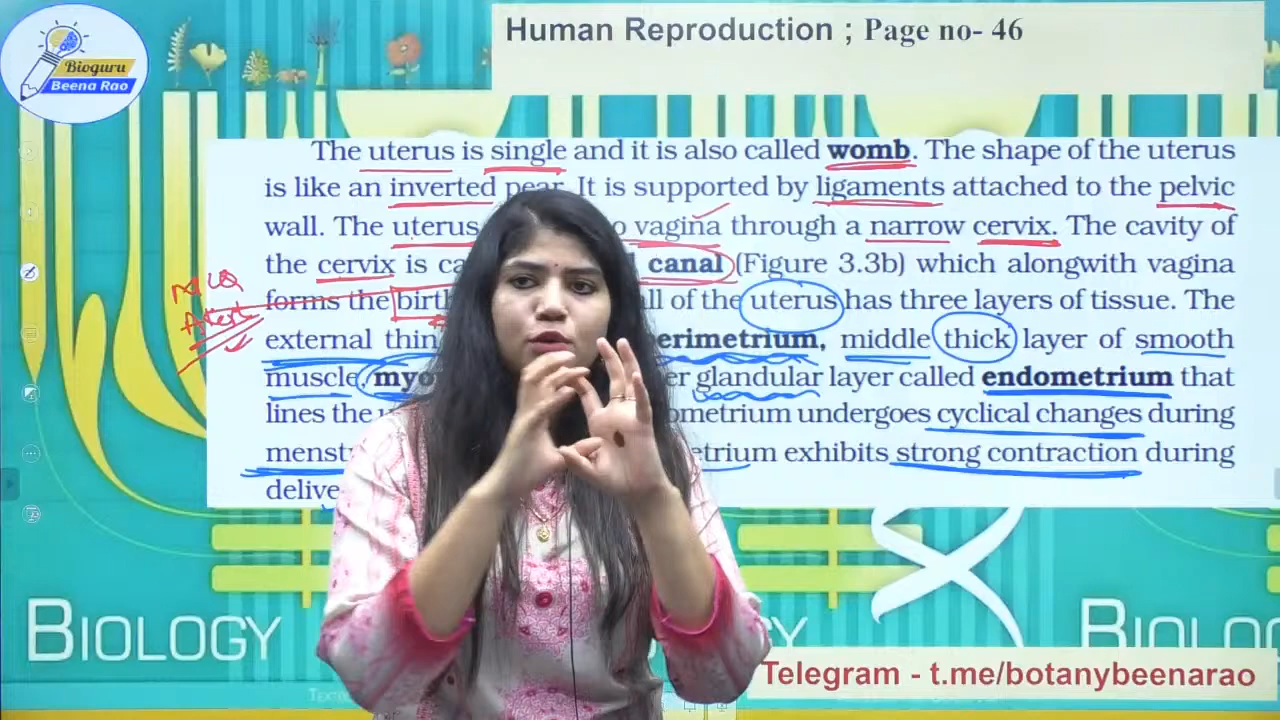 Human Reproduction ; Page no- 46
Bioguru
Beena Rao
The uterus is single and it is also called womb. The shape of the uterus
is like an inverted pear. It is supported by ligaments attached to the pelvic
wall. The uterus o vagina through a narrow cervix. The cavity of
the cervix is ca canal (Figure 3.3b) which alongwith vagina
MCQ
Alert
forms the birth all of the uterus has three layers of tissue. The
external thin erimetrium, middle thick layer of smooth
muscle, myo er glandular layer called endometrium that
lines the u ometrium undergoes cyclical changes during
menst etrium exhibits strong contraction during
delive
BIOLOGY
GY
BIOLO
Telegram - t.me/botanybeenarao